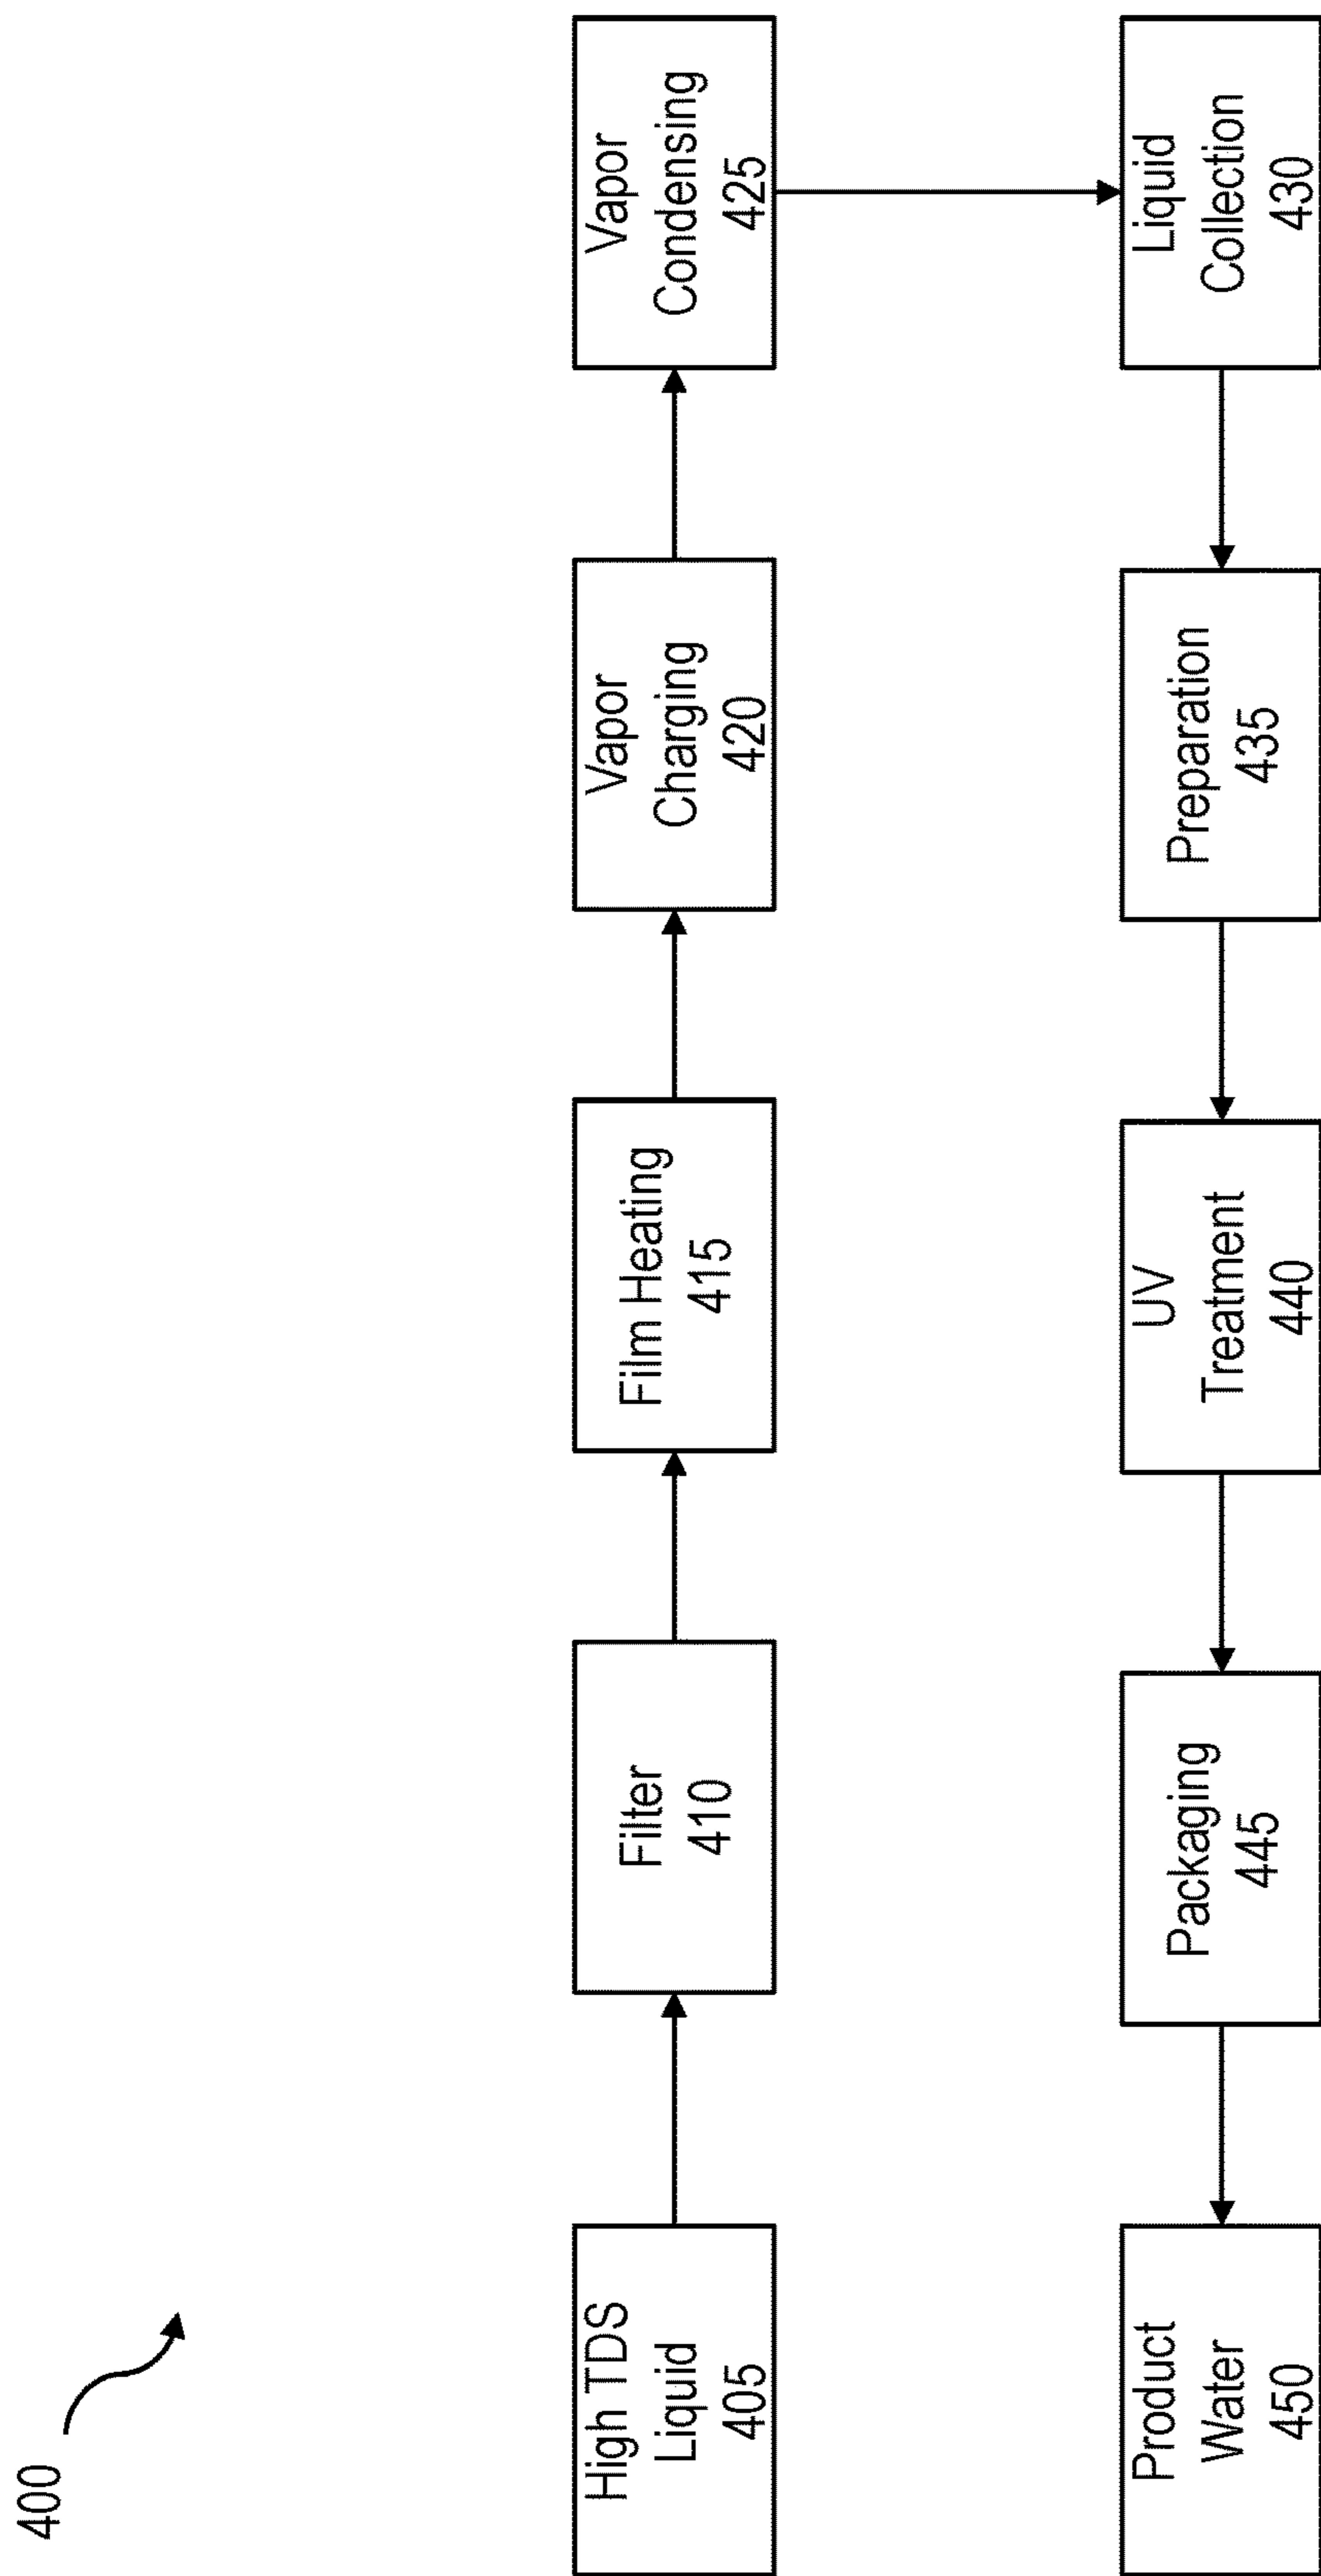 400
High TDS
Liquid
405
Filter
410
Film Heating
415
Vapor
Charging
420
Vapor
Condensing
425
Liquid
Collection
430
Preparation
435
UV
Treatment
440
Packaging
445
Product
Water
450